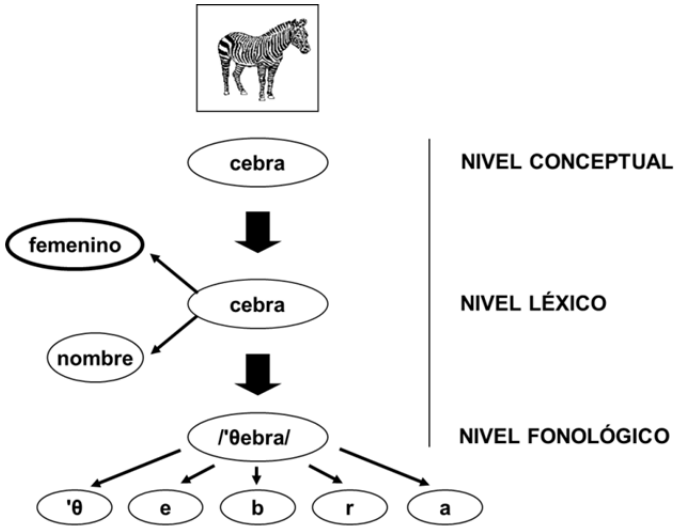 cebra
NIVEL CONCEPTUAL
femenino
cebra
NIVEL LÉXICO
nombre
/'θebra/
NIVEL FONOLÓGICO
'θ
e
b
r
a